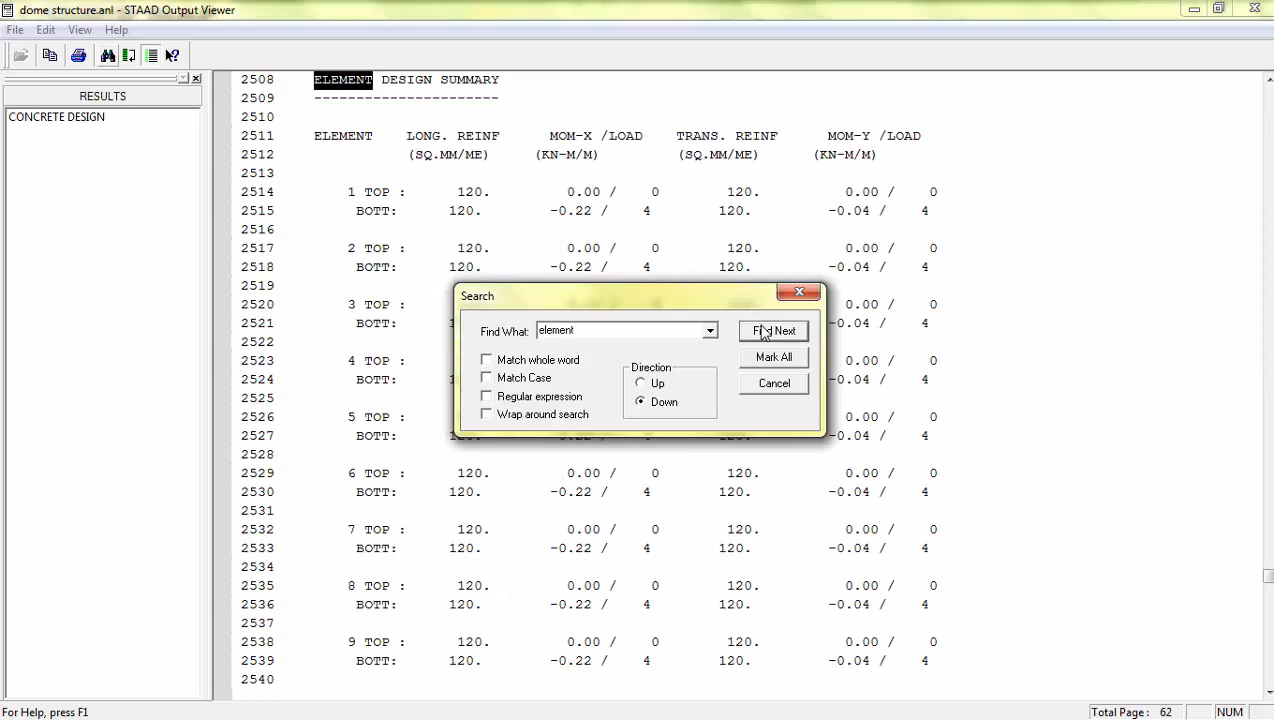 dome structure.anl - STAAD Output Viewer
File Edit View Help
RESULTS
CONCRETE DESIGN
2508 ELEMENT DESIGN SUMMARY
2509 ----------------------
2510
2511 ELEMENT LONG. REINF MOM-X /LOAD TRANS. REINF MOM-Y /LOAD
2512 (SQ.MM/ME) (KN-M/M) (SQ.MM/ME) (KN-M/M)
2513
2514 1 TOP : 120. 0.00 / 0 120. 0.00 / 0
2515 BOTT: 120. -0.22 / 4 120. -0.04 / 4
2516
2517 2 TOP : 120. 0.00 / 0 120. 0.00 / 0
2518 BOTT: 120. -0.22 / 4 120. -0.04 / 4
2519
2520 3 TOP : 0.00 / 0
2521 BOTT: -0.04 / 4
2522
2523 4 TOP : 0.00 / 0
2524 BOTT: -0.04 / 4
2525
2526 5 TOP : 0.00 / 0
2527 BOTT: -0.04 / 4
2528
2529 6 TOP : 120. 0.00 / 0 120. 0.00 / 0
2530 BOTT: 120. -0.22 / 4 120. -0.04 / 4
2531
2532 7 TOP : 120. 0.00 / 0 120. 0.00 / 0
2533 BOTT: 120. -0.22 / 4 120. -0.04 / 4
2534
2535 8 TOP : 120. 0.00 / 0 120. 0.00 / 0
2536 BOTT: 120. -0.22 / 4 120. -0.04 / 4
2537
2538 9 TOP : 120. 0.00 / 0 120. 0.00 / 0
2539 BOTT: 120. -0.22 / 4 120. -0.04 / 4
2540
Search
Find What: element
Find Next
Match whole word
Match Case
Regular expression
Wrap around search
Direction
Up
Down
Mark All
Cancel
For Help, press F1
Total Page: 62 NUM